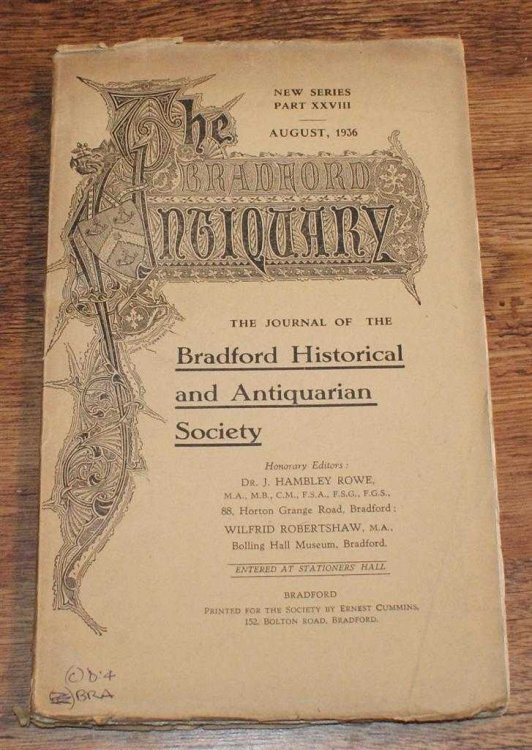 NEW SERIES
PART XXVIII
AUGUST, 1936
The
BRADFORD
ANTIQUARY
THE JOURNAL OF THE
Bradford Historical
and Antiquarian
Society
Honorary Editors :
DR. J. HAMBLEY ROWE,
M.A., M.B., C.M., F.S.A., F.S.G., F.G.S.,
88, Horton Grange Road, Bradford :
WILFRID ROBERTSHAW, M.A.,
Bolling Hall Museum, Bradford.
ENTERED AT STATIONERS' HALL
BRADFORD
PRINTED FOR THE SOCIETY BY ERNEST CUMMINS,
152, BOLTON ROAD, BRADFORD.
(C) D:4
BRA